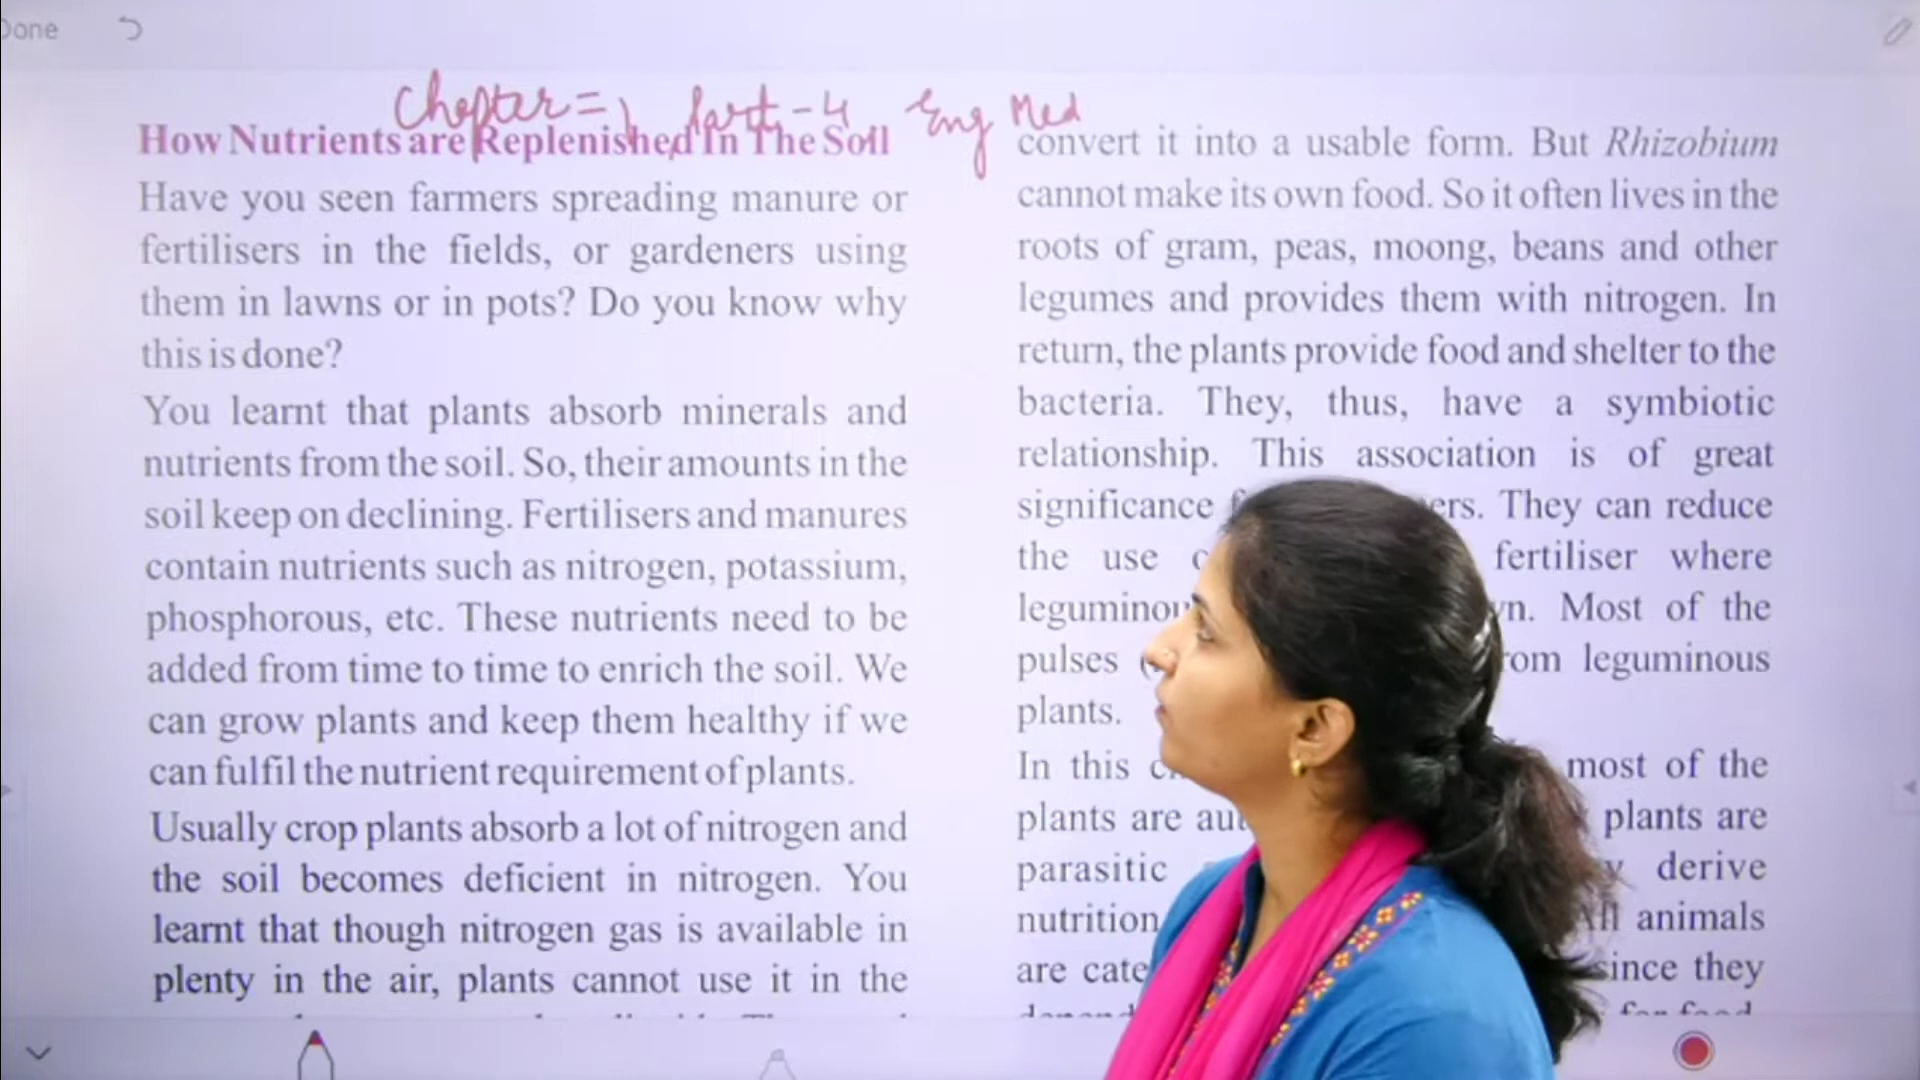 Done
Chapter = 1 Part - 4 Eng Med
How Nutrients are Replenished In The Soil
Have you seen farmers spreading manure or
fertilisers in the fields, or gardeners using
them in lawns or in pots? Do you know why
this is done?
You learnt that plants absorb minerals and
nutrients from the soil. So, their amounts in the
soil keep on declining. Fertilisers and manures
contain nutrients such as nitrogen, potassium,
phosphorous, etc. These nutrients need to be
added from time to time to enrich the soil. We
can grow plants and keep them healthy if we
can fulfil the nutrient requirement of plants.
Usually crop plants absorb a lot of nitrogen and
the soil becomes deficient in nitrogen. You
learnt that though nitrogen gas is available in
plenty in the air, plants cannot use it in the
convert it into a usable form. But Rhizobium
cannot make its own food. So it often lives in the
roots of gram, peas, moong, beans and other
legumes and provides them with nitrogen. In
return, the plants provide food and shelter to the
bacteria. They, thus, have a symbiotic
relationship. This association is of great
significance They can reduce
the use fertiliser where
Most of the
pulses leguminous
plants.
In this most of the
plants are plants are
parasitic derive
nutrition animals
are since they
for food